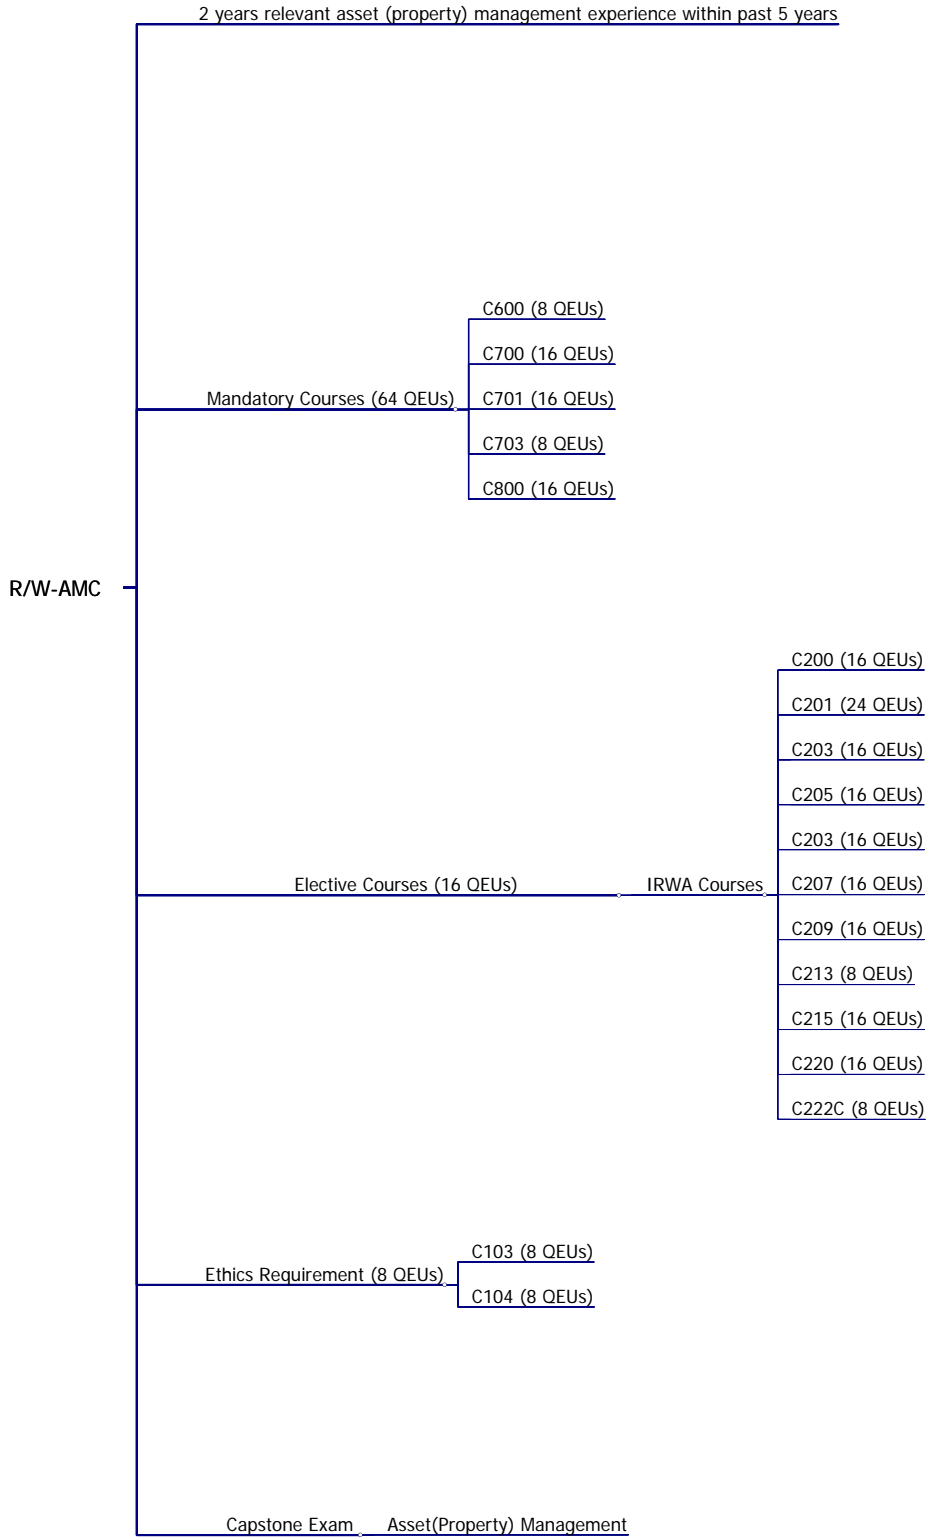 2 years relevant asset (property) management experience within past 5 years
C600 (8 QEUs)
C700 (16 QEUs)
Mandatory Courses (64 QEUs)
C701 (16 QEUs)
C703 (8 QEUs)
C800 (16 QEUs)
R/W-AMC
C200 (16 QEUs)
C201 (24 QEUs)
C203 (16 QEUs)
C205 (16 QEUs)
C203 (16 QEUs)
Elective Courses (16 QEUs)
IRWA Courses
C207 (16 QEUs)
C209 (16 QEUs)
C213 (8 QEUs)
C215 (16 QEUs)
C220 (16 QEUs)
C222C (8 QEUs)
Ethics Requirement (8 QEUs)
C103 (8 QEUs)
C104 (8 QEUs)
Capstone Exam
Asset(Property) Management